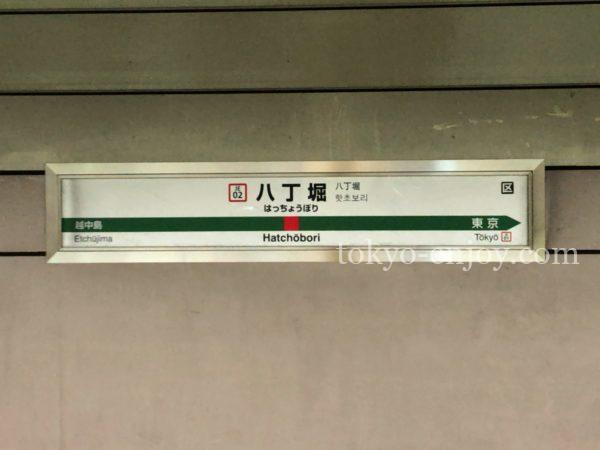 JE
02
八丁堀
はっちょうぼり
八丁堀
핫초보리
区
越中島
Etchūjima
Hatchōbori
東京
Tōkyō
tokyo-enjoy.com